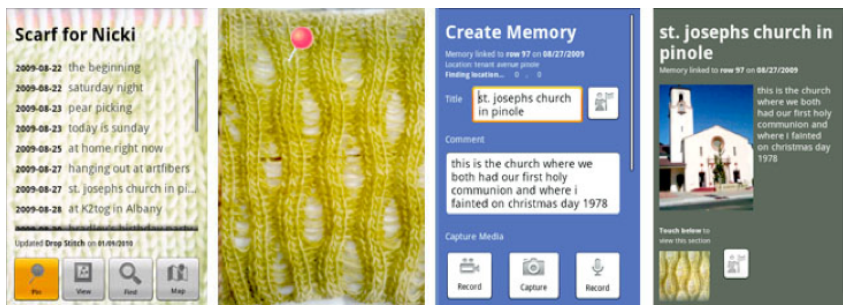 Scarf for Nicki
2009-08-22 the beginning
2009-08-22 saturday night
2009-08-23 pear picking
2009-08-23 today is sunday
2009-08-25 at home right now
2009-08-27 hanging out at artfibers
2009-08-27 st. josephs church in pi...
2009-08-28 at K2tog in Albany
Updated Drop Stitch on 01/09/2010
Pin
View
Find
Map
Create Memory
Memory linked to row 97 on 08/27/2009
Location: tenant avenue pinole
Finding location... 0 , 0
Title
st. josephs church
in pinole
Comment
this is the church where we
both had our first holy
communion and where i
fainted on christmas day 1978
Capture Media
Record
Capture
Record
st. josephs church in
pinole
Memory linked to row 97 on 08/27/2009
this is the church
where we both
had our first holy
communion and
where i fainted
on christmas day
1978
Touch below to
view this section